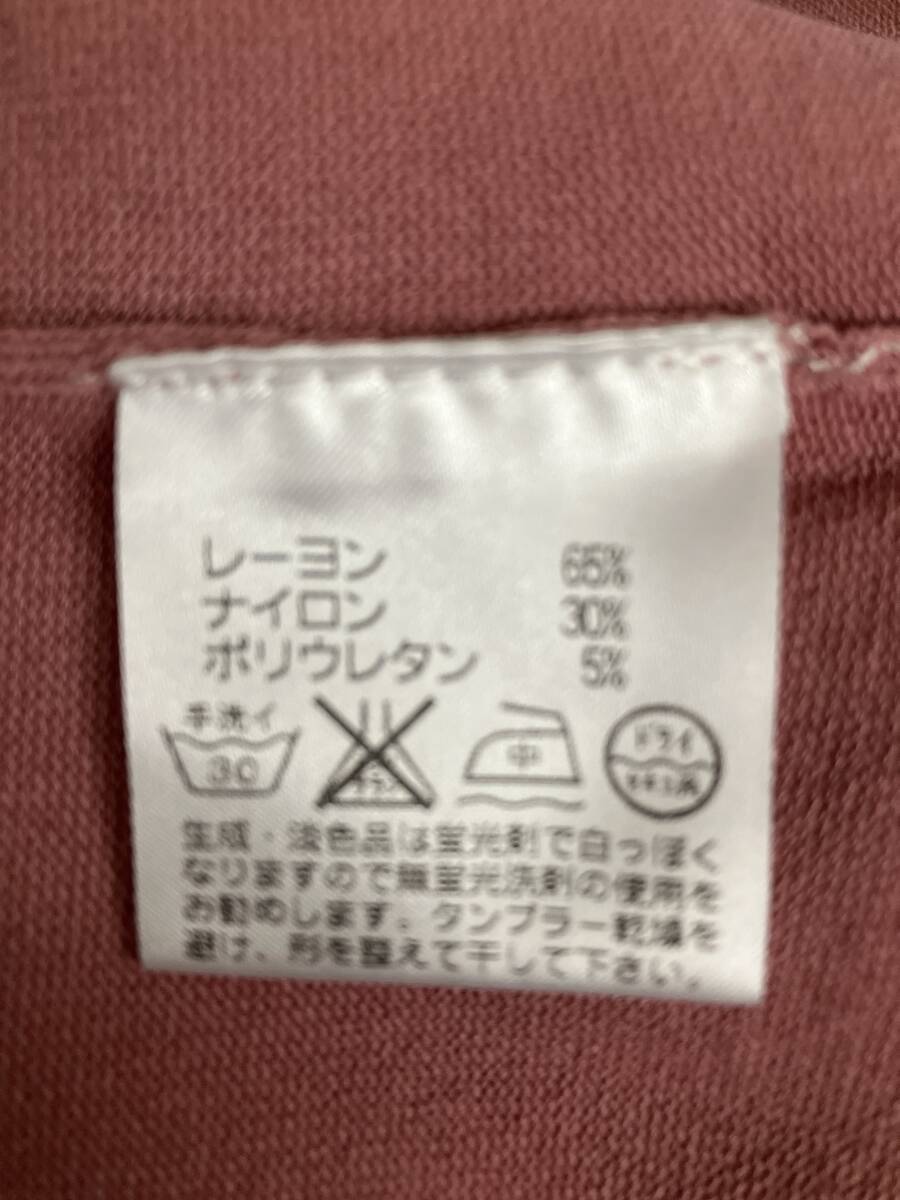 レーヨン 65%
ナイロン 30%
ポリウレタン 5%
手洗イ
30
中
ドライ
セキユ系
生成・淡色品は蛍光剤で白っぽく
なりますので無蛍光洗剤の使用を
お勧めします。タンブラー乾燥を
避け、形を整えて干して下さい。